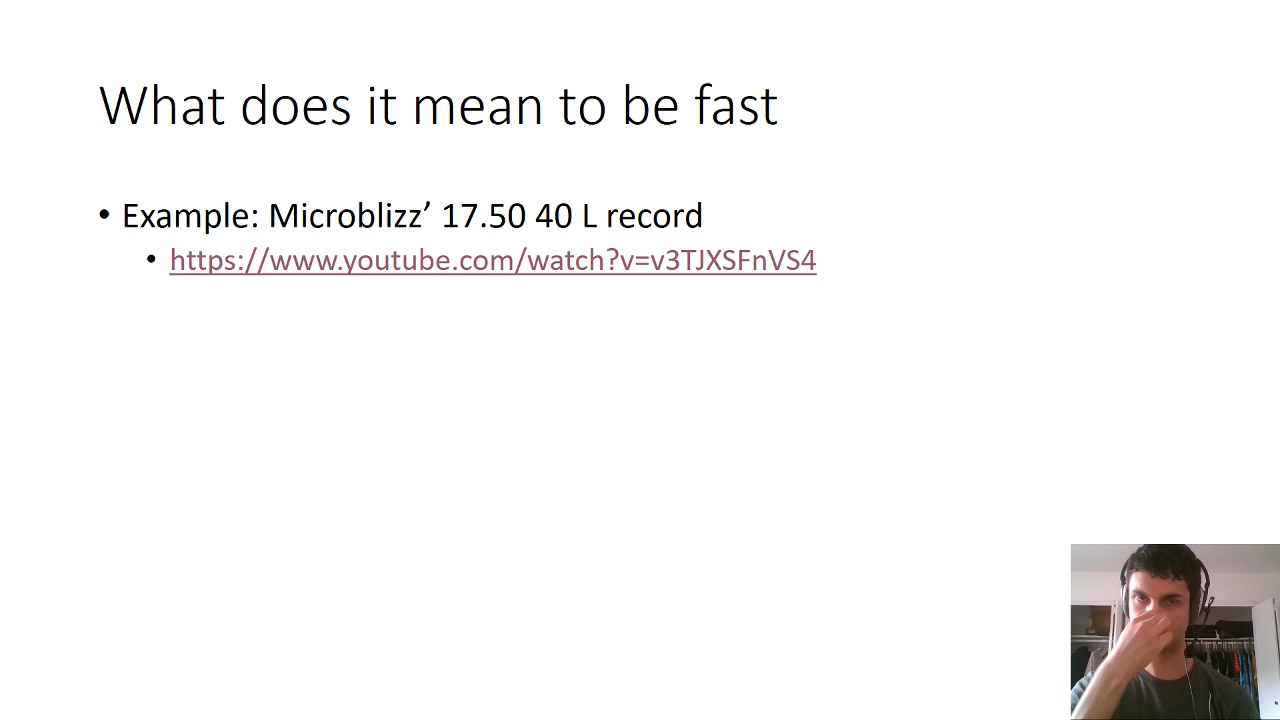 What does it mean to be fast
• Example: Microblizz’ 17.50 40 L record
• https://www.youtube.com/watch?v=v3TJXSFnVS4